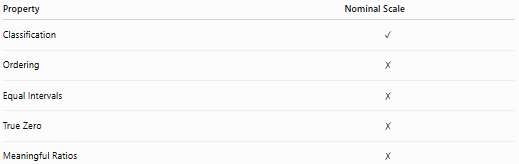 Property Nominal Scale
Classification ✓
Ordering ✗
Equal Intervals ✗
True Zero ✗
Meaningful Ratios ✗